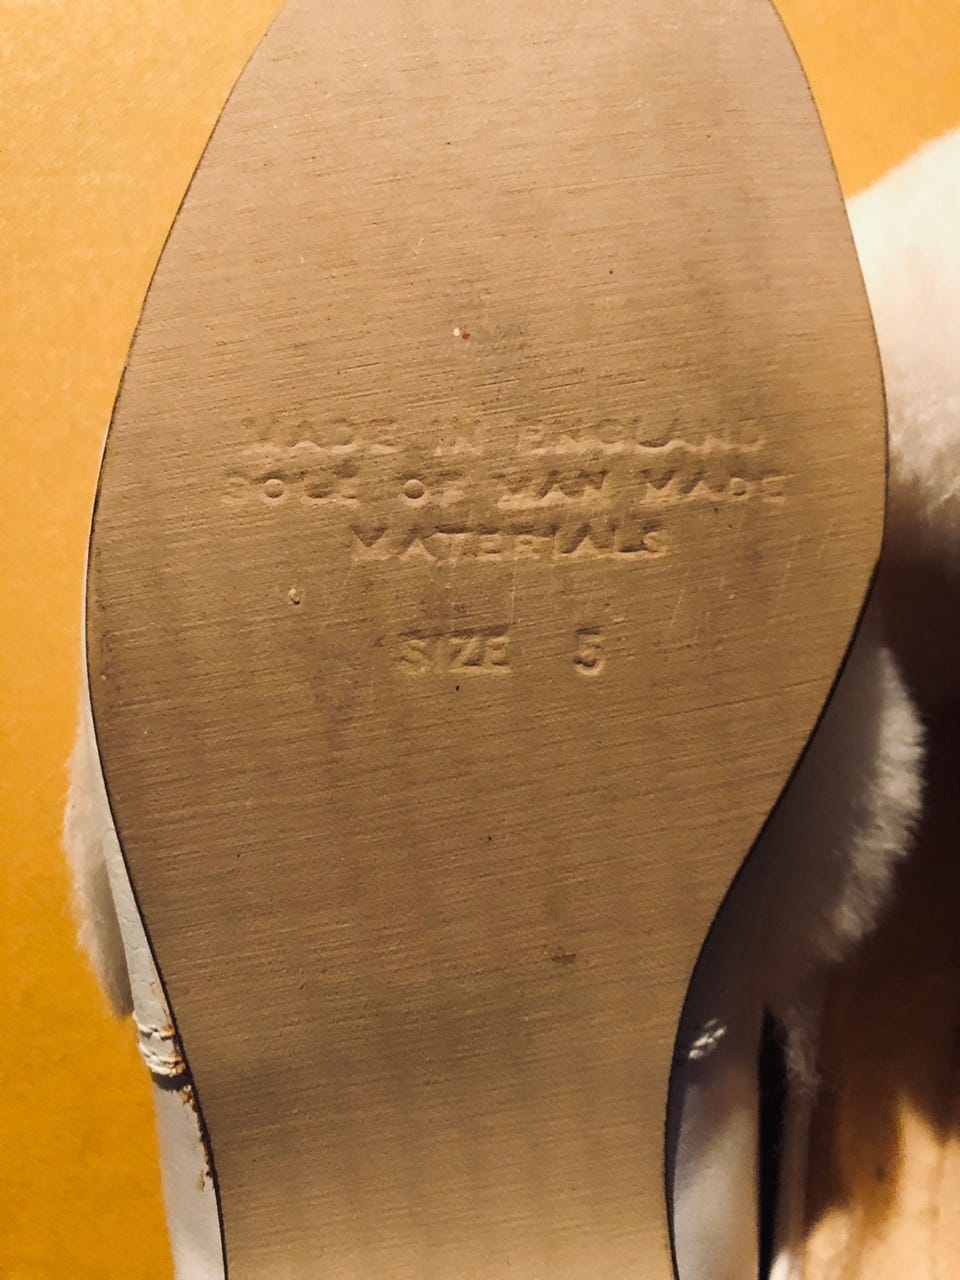 MADE IN ENGLAND
SOLE OF MAN MADE
MATERIALS
SIZE 5